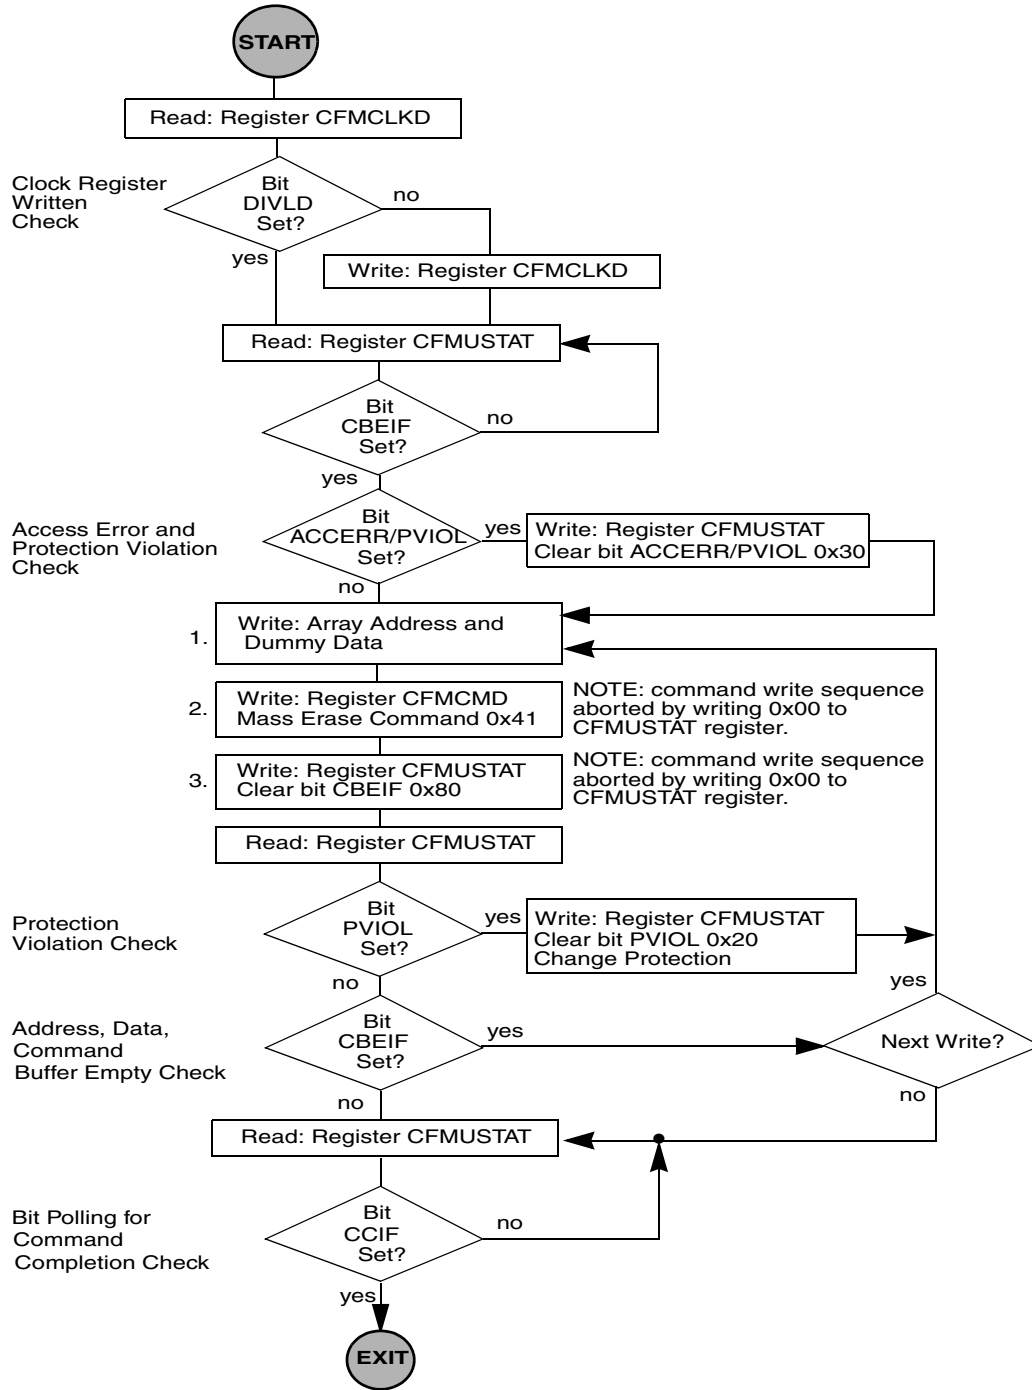 START
Read: Register CFMCLKD
Clock Register
Written
Check
Bit
DIVLD
Set?
no
yes
Write: Register CFMCLKD
Read: Register CFMUSTAT
Bit
CBEIF
Set?
no
yes
Access Error and
Protection Violation
Check
Bit
ACCERR/PVIOL
Set?
yes
Write: Register CFMUSTAT
Clear bit ACCERR/PVIOL 0x30
no
1.
Write: Array Address and
Dummy Data
2.
Write: Register CFMCMD
Mass Erase Command 0x41
NOTE: command write sequence
aborted by writing 0x00 to
CFMUSTAT register.
3.
Write: Register CFMUSTAT
Clear bit CBEIF 0x80
NOTE: command write sequence
aborted by writing 0x00 to
CFMUSTAT register.
Read: Register CFMUSTAT
Protection
Violation Check
Bit
PVIOL
Set?
yes
Write: Register CFMUSTAT
Clear bit PVIOL 0x20
Change Protection
no
yes
Address, Data,
Command
Buffer Empty Check
Bit
CBEIF
Set?
yes
Next Write?
no
no
Read: Register CFMUSTAT
Bit Polling for
Command
Completion Check
Bit
CCIF
Set?
no
yes
EXIT